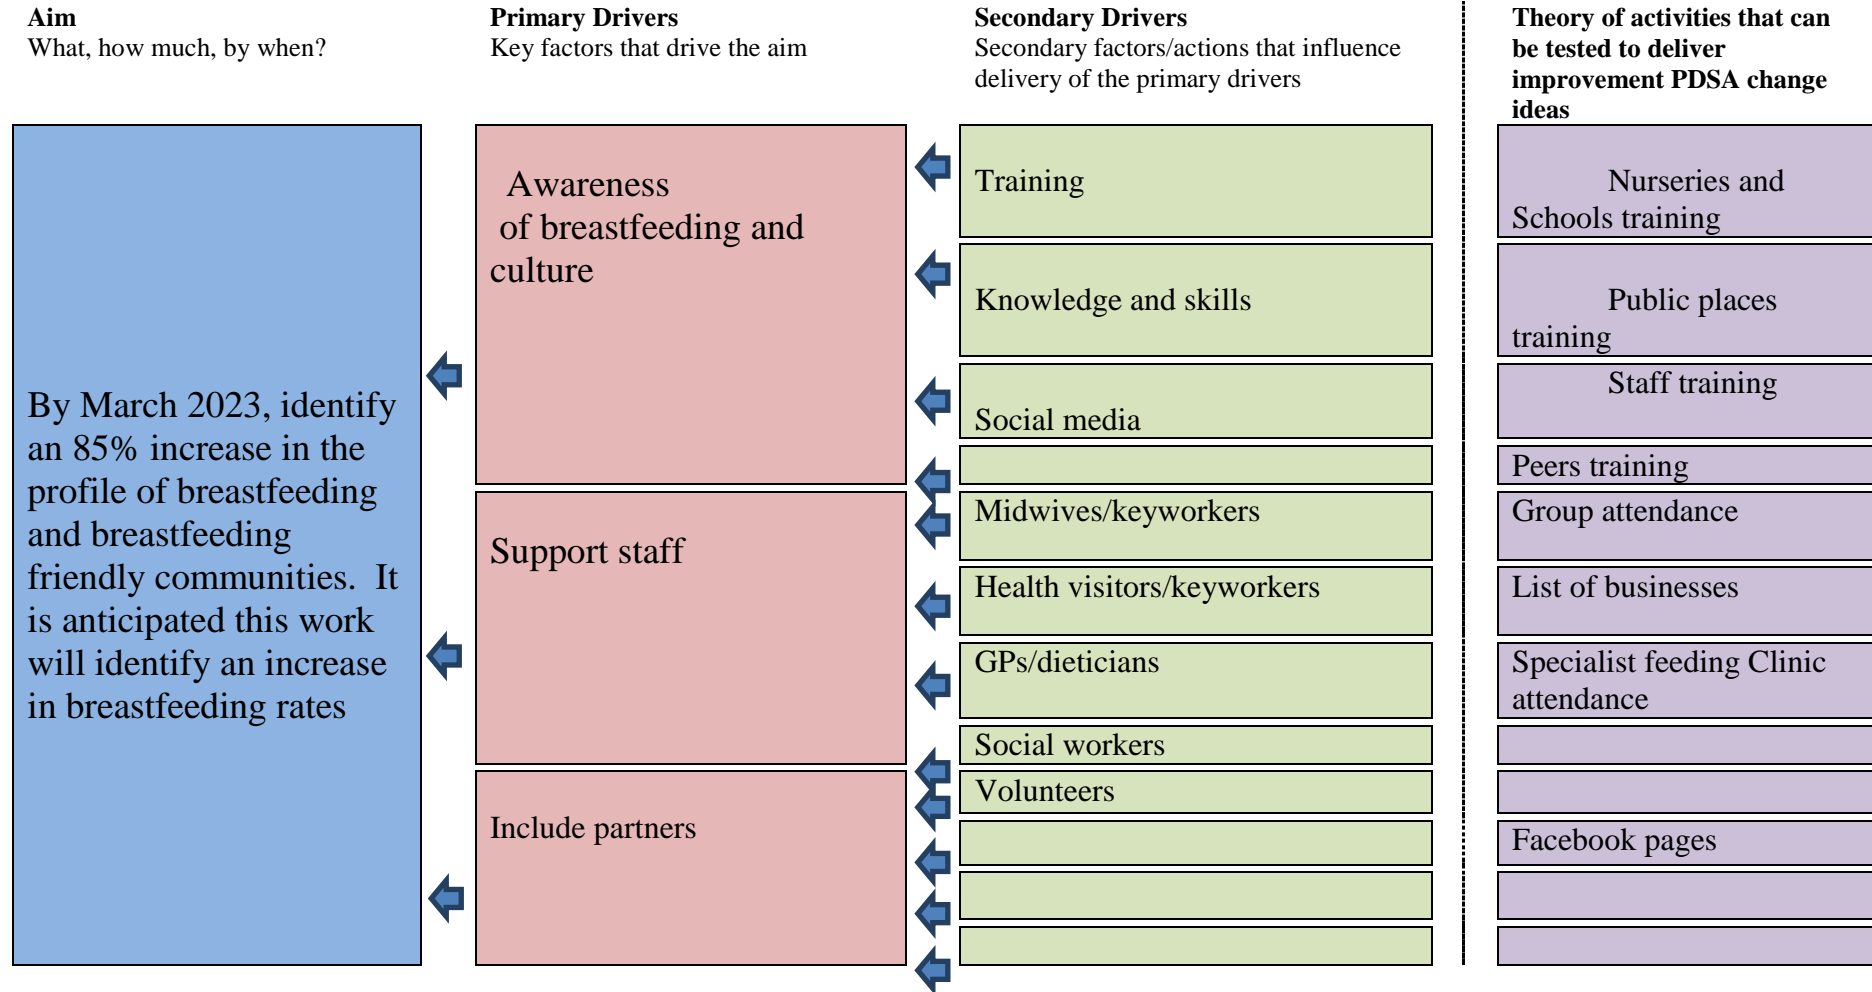 Aim
What, how much, by when?
Primary Drivers
Key factors that drive the aim
Secondary Drivers
Secondary factors/actions that influence
delivery of the primary drivers
Theory of activities that can
be tested to deliver
improvement PDSA change
ideas
By March 2023, identify
an 85% increase in the
profile of breastfeeding
and breastfeeding
friendly communities.  It
is anticipated this work
will identify an increase
in breastfeeding rates
Awareness
of breastfeeding and
culture
Support staff
Include partners
Training
Knowledge and skills
Social media
Midwives/keyworkers
Health visitors/keyworkers
GPs/dieticians
Social workers
Volunteers
Nurseries and
Schools training
Public places
training
Staff training
Peers training
Group attendance
List of businesses
Specialist feeding Clinic
attendance
Facebook pages